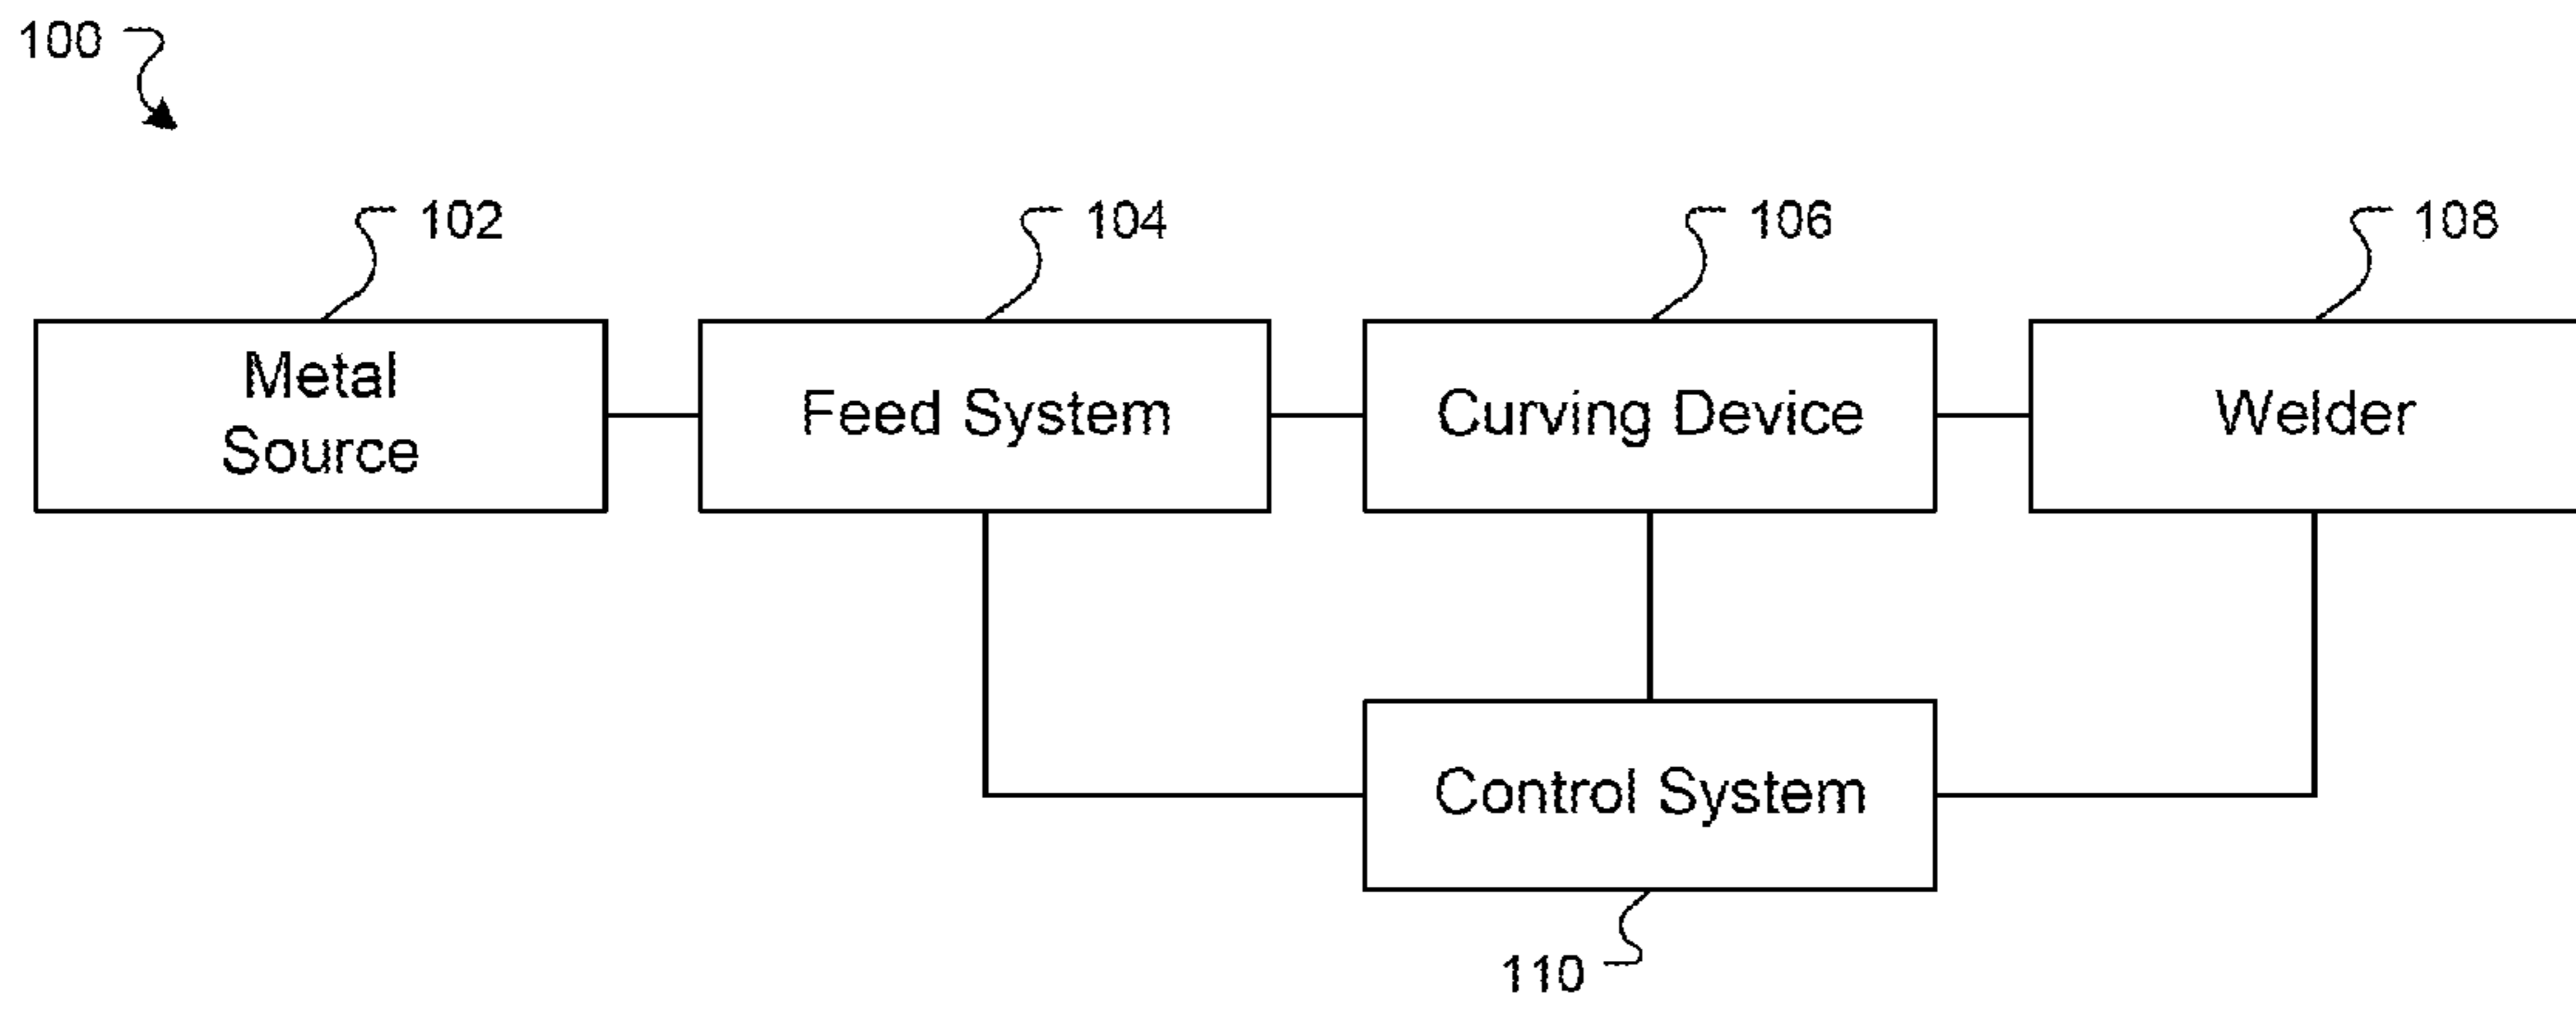 100
102
104
106
108
Metal
Source
Feed System
Curving Device
Welder
Control System
110